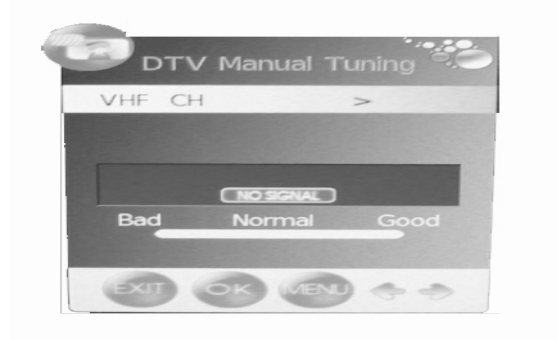 DTV Manual Tuning
VHF CH >
NO SIGNAL
Bad Normal Good
EXIT OK MENU